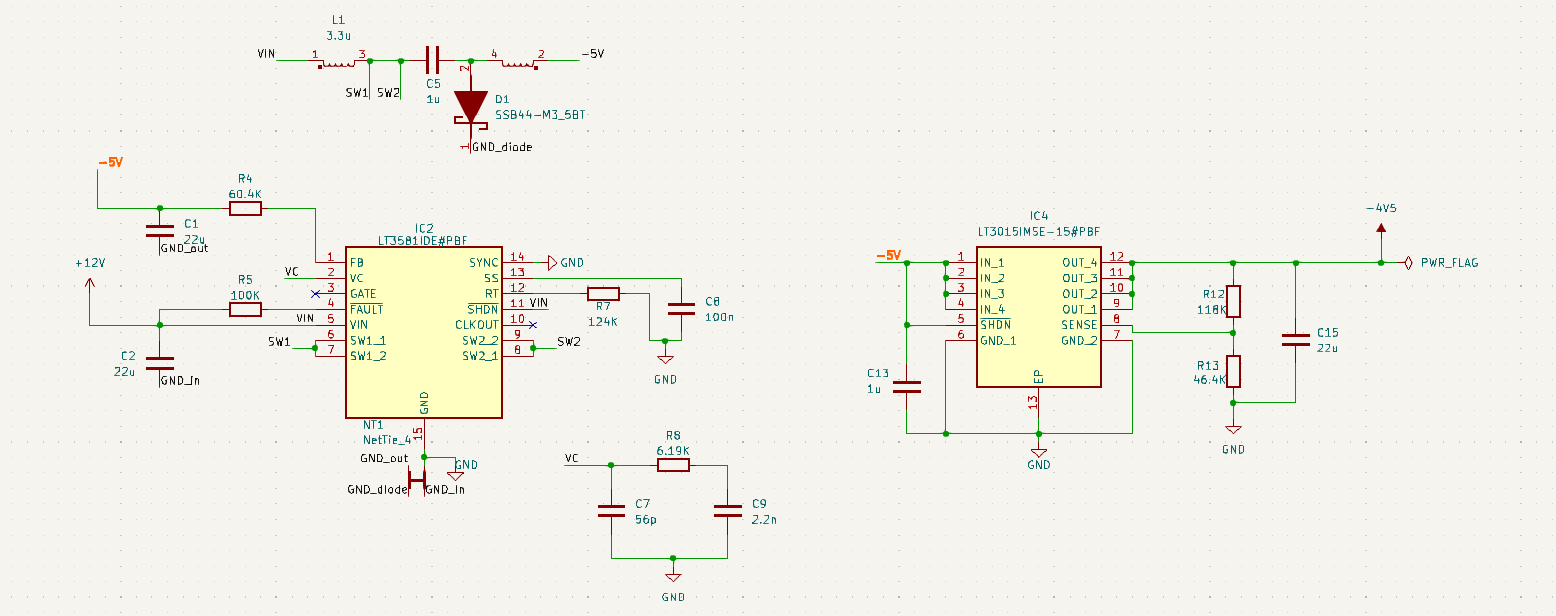 L1
3.3u
VIN 1 3 4 2 -5V
SW1 SW2
C5
1u
2
D1
SSB44-M3_5BT
1
GND_diode
-5V
R4
60.4K
C1
22u
GND_out
+12V
R5
100K
C2
22u
GND_in
IC2
LT3581IDE#PBF
VC
VIN
SW1
1 FB
2 VC
3 GATE
4 FAULT
5 VIN
6 SW1_1
7 SW1_2
SYNC 14 GND
SS 13
RT 12
SHDN 11 VIN
CLKOUT 10
SW2_2 9
SW2_1 8
SW2
GND
15
R7
124K
C8
100n
GND
NT1
NetTie_4
GND_out
GND
GND_diode
GND_in
VC
R8
6.19K
C7
56p
C9
2.2n
GND
IC4
LT3015IMSE-15#PBF
-5V
1 IN_1
2 IN_2
3 IN_3
4 IN_4
5 SHDN
6 GND_1
OUT_4 12
OUT_3 11
OUT_2 10
OUT_1 9
SENSE 8
GND_2 7
EP
13
GND
C13
1u
R12
118K
R13
46.4K
GND
C15
22u
-4V5
PWR_FLAG